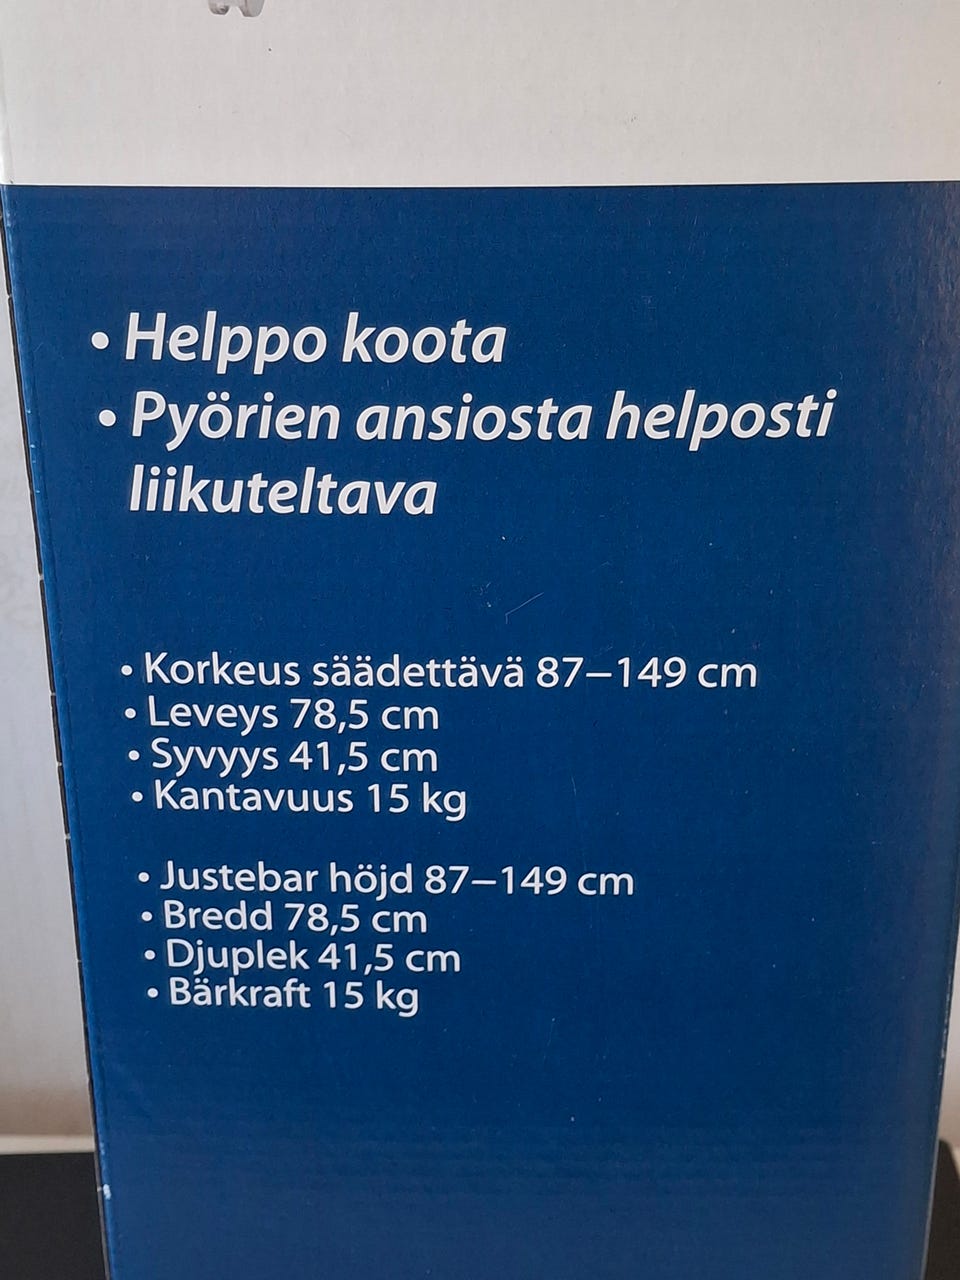 • Helppo koota
• Pyörien ansiosta helposti
liikuteltava
• Korkeus säädettävä 87–149 cm
• Leveys 78,5 cm
• Syvyys 41,5 cm
• Kantavuus 15 kg
• Justebar höjd 87–149 cm
• Bredd 78,5 cm
• Djuplek 41,5 cm
• Bärkraft 15 kg